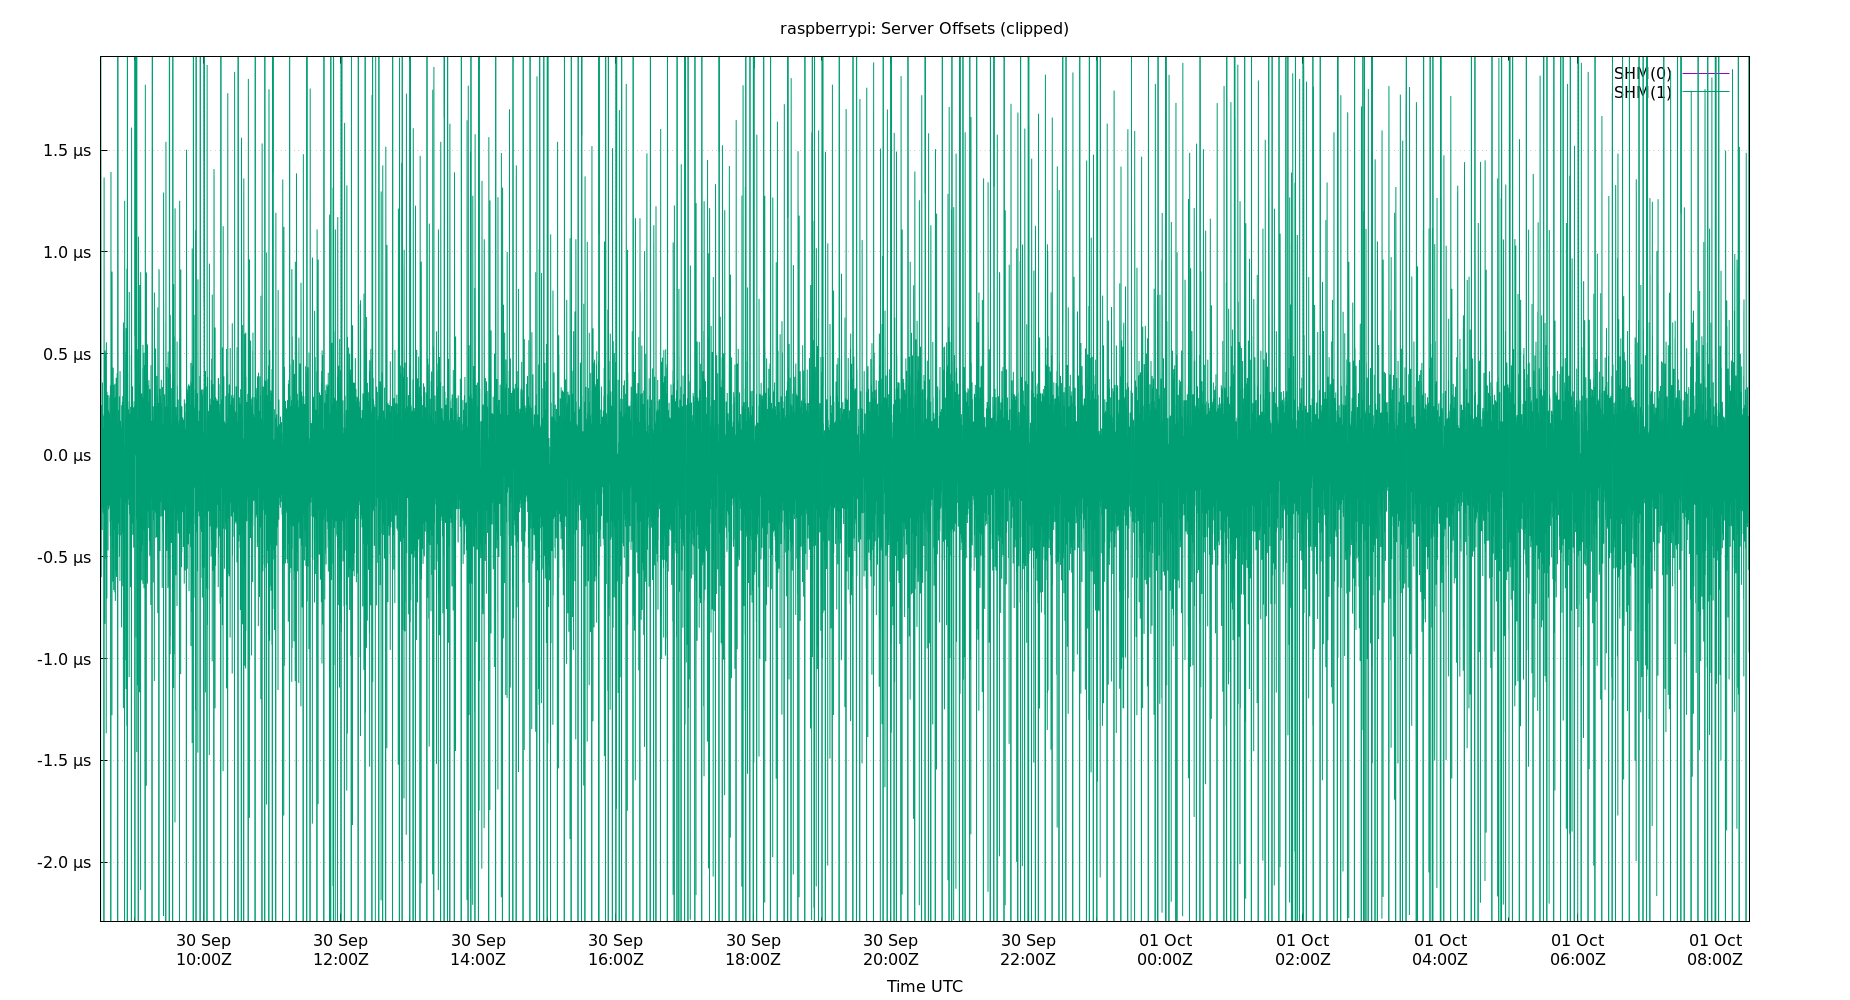 raspberrypi: Server Offsets (clipped)
SHM(0)
SHM(1)
1.5 μs
1.0 μs
0.5 μs
0.0 μs
-0.5 μs
-1.0 μs
-1.5 μs
-2.0 μs
30 Sep 30 Sep 30 Sep 30 Sep 30 Sep 30 Sep 30 Sep 01 Oct 01 Oct 01 Oct 01 Oct 01 Oct
10:00Z 12:00Z 14:00Z 16:00Z 18:00Z 20:00Z 22:00Z 00:00Z 02:00Z 04:00Z 06:00Z 08:00Z
Time UTC